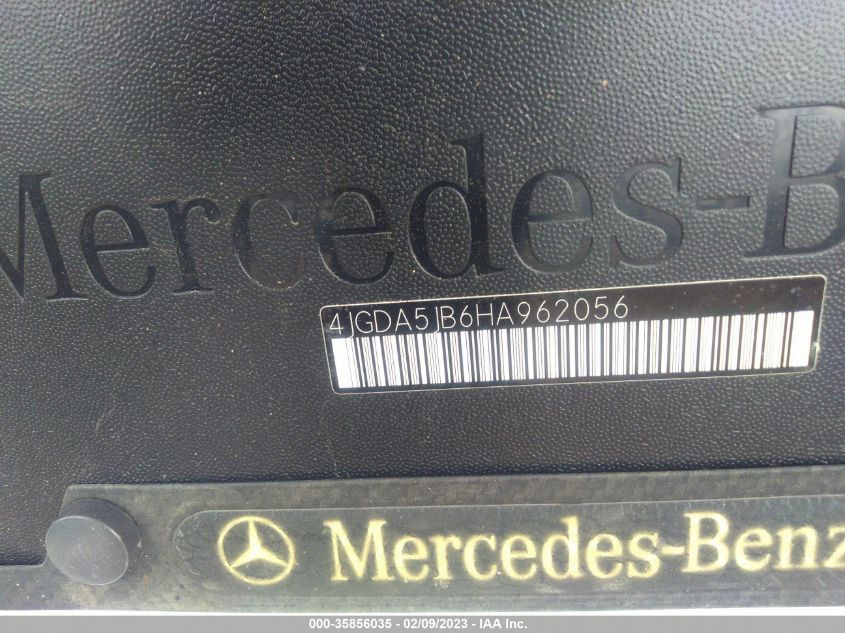 Mercedes-B
4JGDA5JB6HA962056
Mercedes-Benz
000-35856035 - 02/09/2023 - IAA Inc.